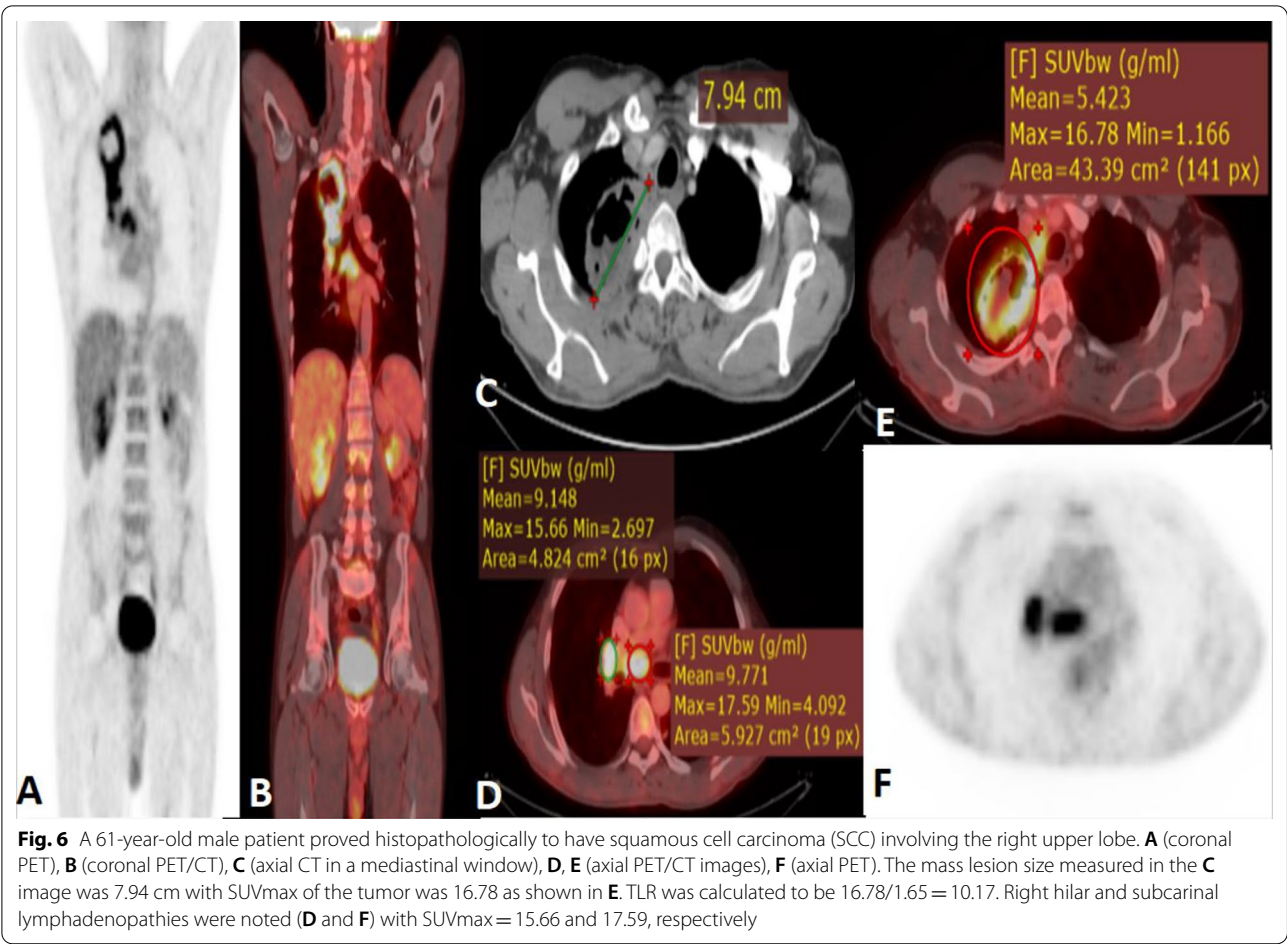 7.94 cm
[F] SUVbw (g/ml)
Mean=5.423
Max=16.78 Min=1.166
Area=43.39 cm² (141 px)
C
E
[F] SUVbw (g/ml)
Mean=9.148
Max=15.66 Min=2.697
Area=4.824 cm² (16 px)
[F] SUVbw (g/ml)
Mean=9.771
Max=17.59 Min=4.092
Area=5.927 cm² (19 px)
A
B
D
F
Fig. 6 A 61-year-old male patient proved histopathologically to have squamous cell carcinoma (SCC) involving the right upper lobe. A (coronal
PET), B (coronal PET/CT), C (axial CT in a mediastinal window), D, E (axial PET/CT images), F (axial PET). The mass lesion size measured in the C
image was 7.94 cm with SUVmax of the tumor was 16.78 as shown in E. TLR was calculated to be 16.78/1.65 = 10.17. Right hilar and subcarinal
lymphadenopathies were noted (D and F) with SUVmax = 15.66 and 17.59, respectively